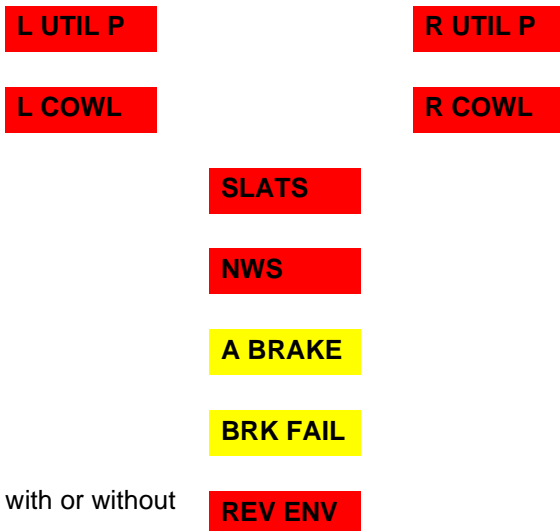 L UTIL P R UTIL P
L COWL R COWL
SLATS
NWS
A BRAKE
BRK FAIL
with or without REV ENV